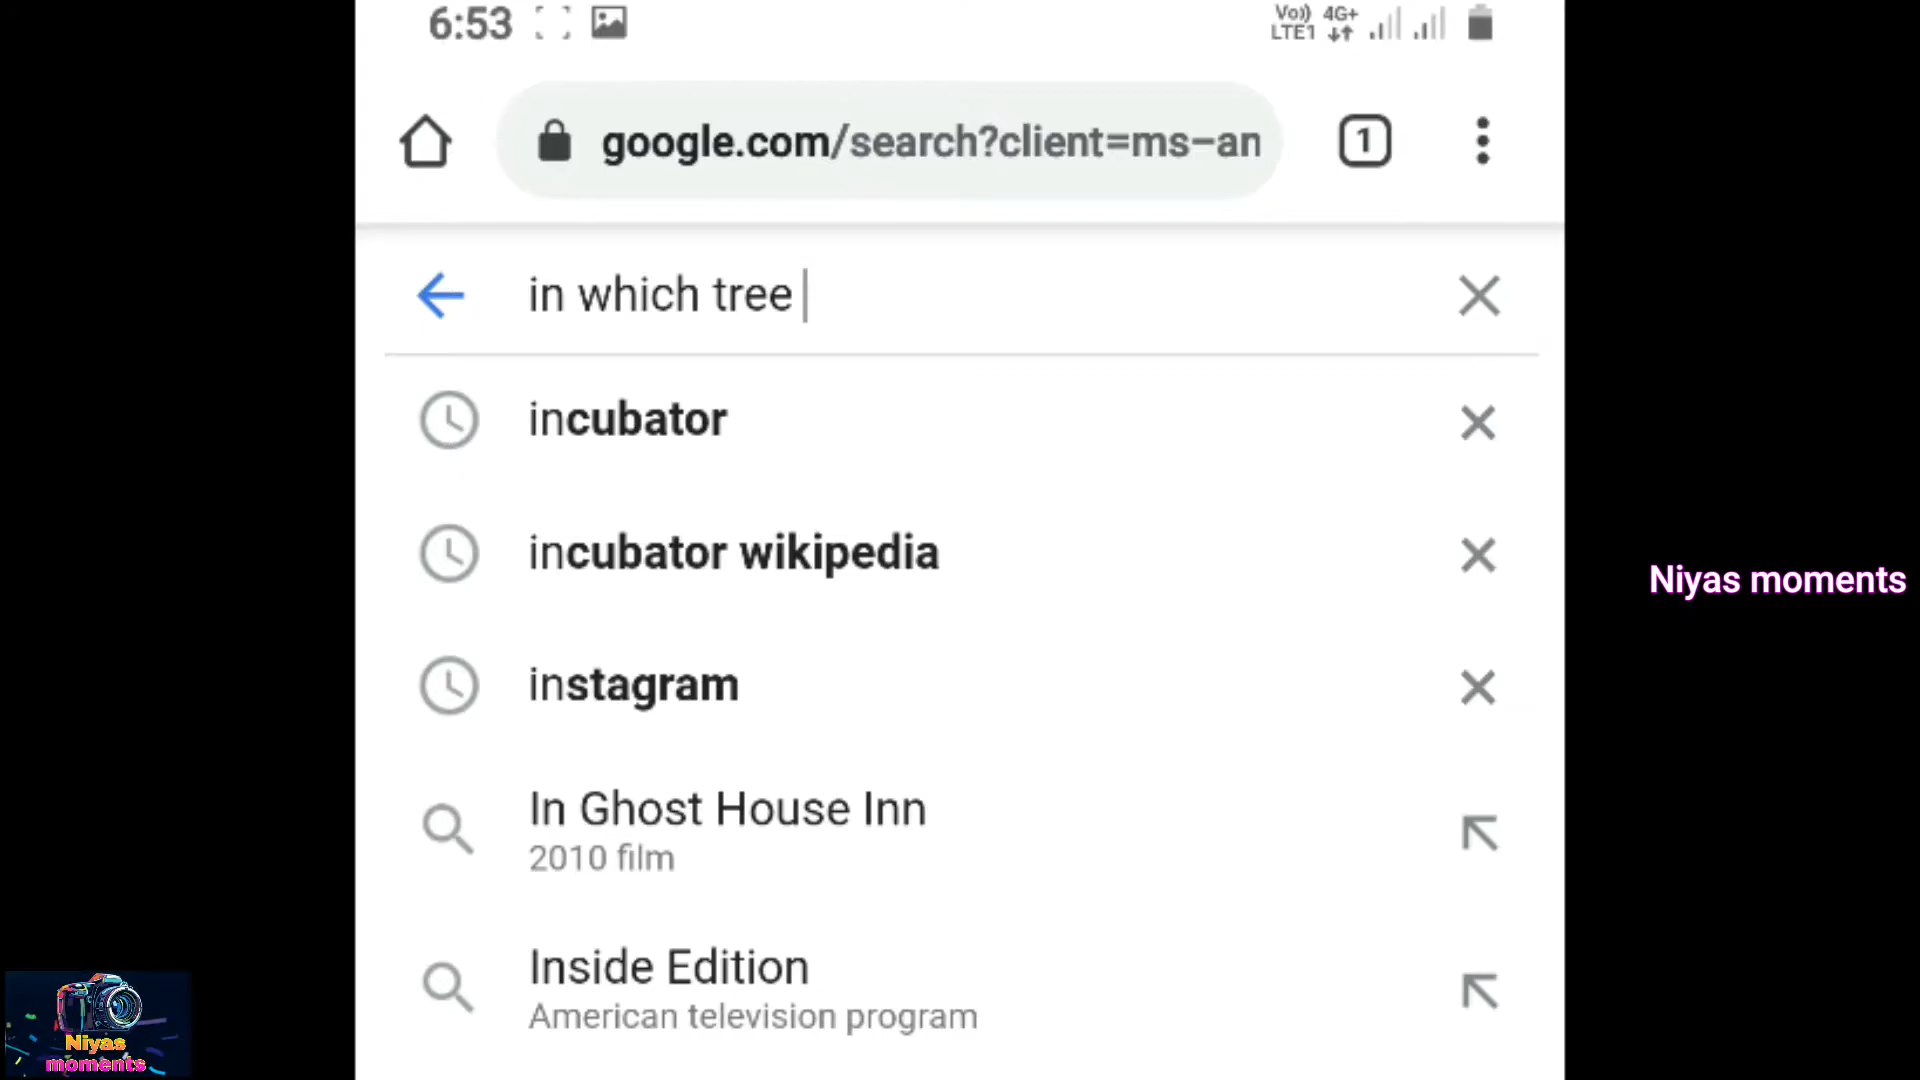 6:53
Vo)) 4G+
LTE1
google.com/search?client=ms-an
1
in which tree
incubator
incubator wikipedia
instagram
In Ghost House Inn
2010 film
Inside Edition
American television program
Niyas moments
Niyas
moments